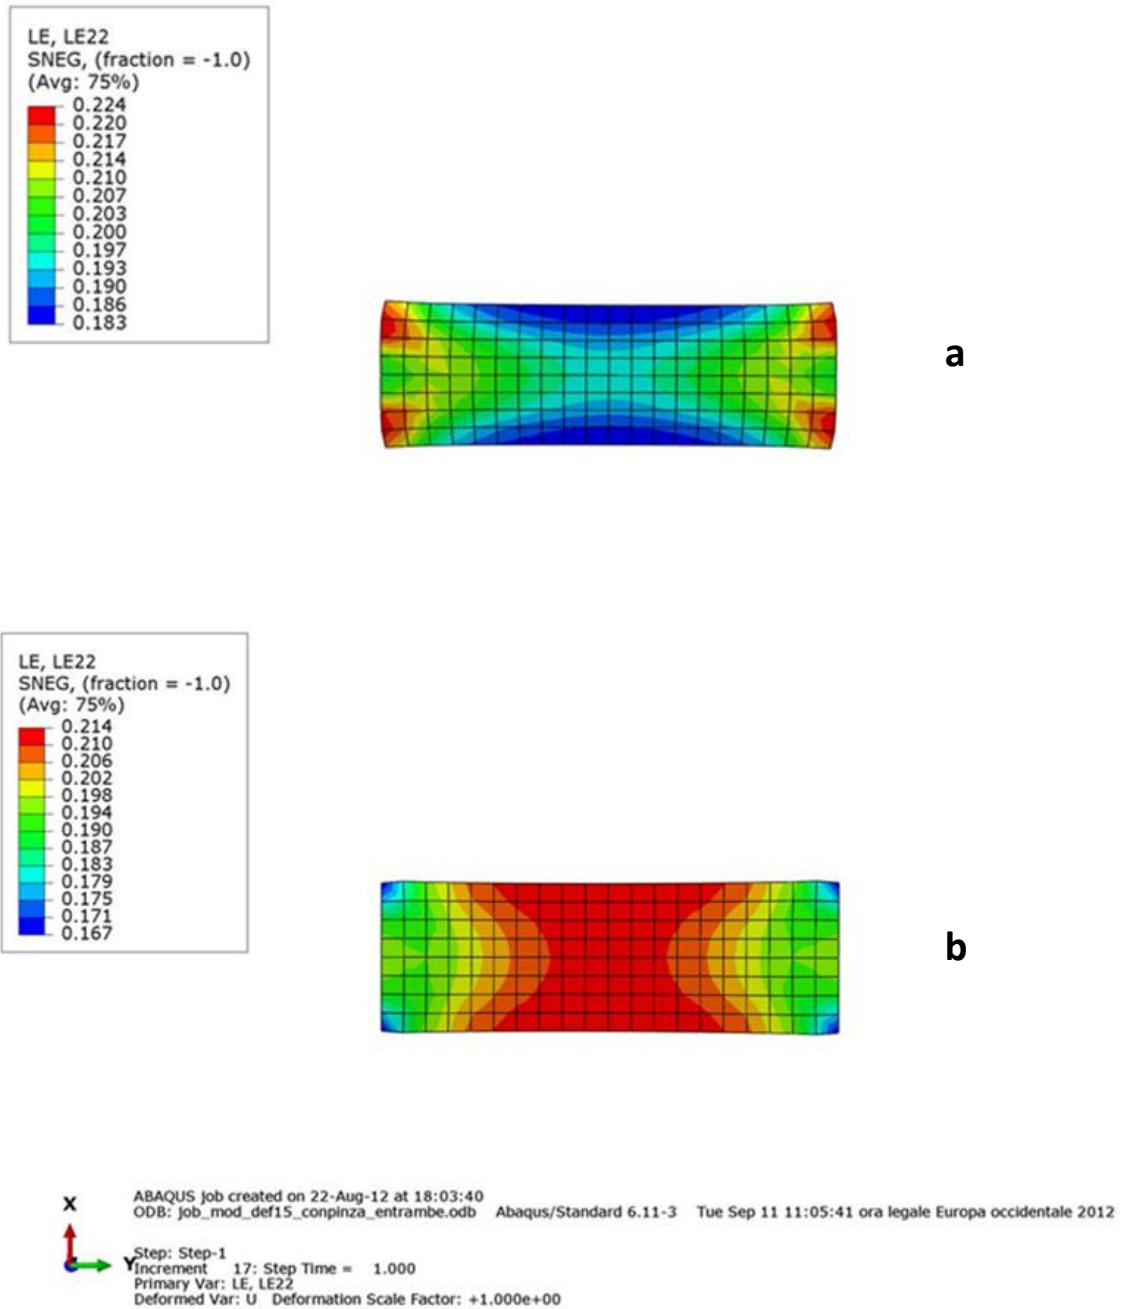 LE, LE22
SNEG, (fraction = -1.0)
(Avg: 75%)
0.224
0.220
0.217
0.214
0.210
0.207
0.203
0.200
0.197
0.193
0.190
0.186
0.183
a
LE, LE22
SNEG, (fraction = -1.0)
(Avg: 75%)
0.214
0.210
0.206
0.202
0.198
0.194
0.190
0.187
0.183
0.179
0.175
0.171
0.167
b
X
Y
ABAQUS job created on 22-Aug-12 at 18:03:40
ODB: job_mod_def15_conpinza_entrambe.odb Abaqus/Standard 6.11-3 Tue Sep 11 11:05:41 ora legale Europa occidentale 2012
Step: Step-1
Increment 17: Step Time = 1.000
Primary Var: LE, LE22
Deformed Var: U Deformation Scale Factor: +1.000e+00